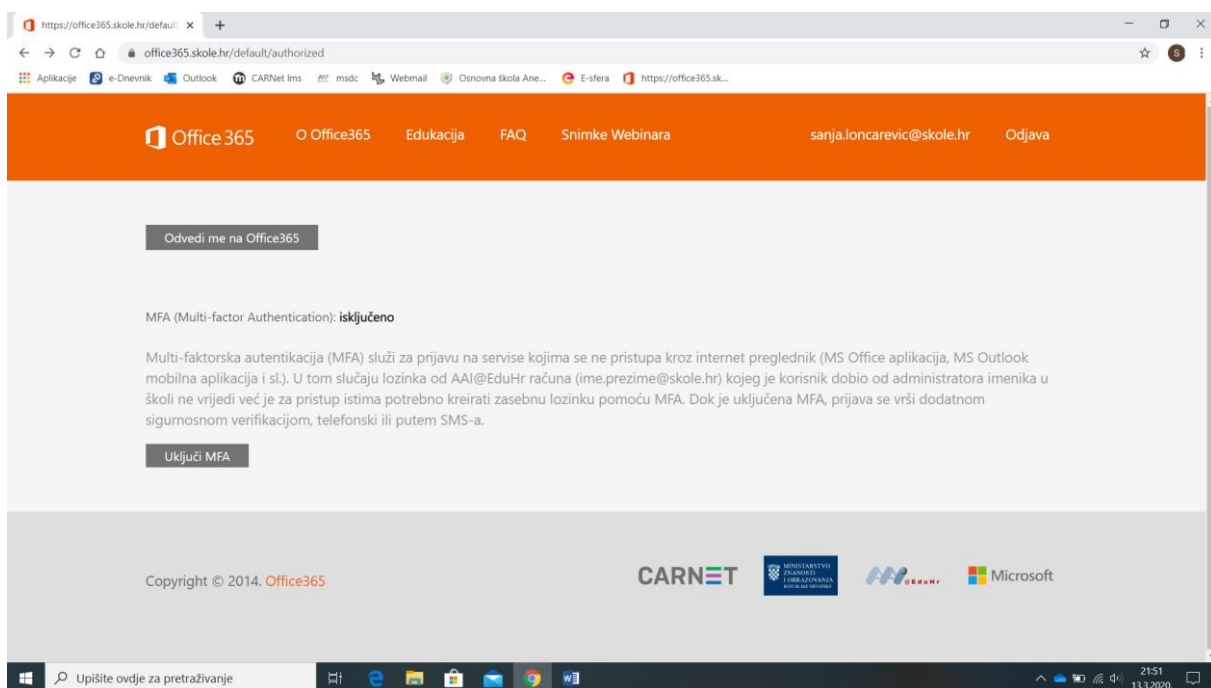 https://office365.skole.hr/default
office365.skole.hr/default/authorized
S
Aplikacije e-Dnevnik Outlook CARNet lms msdc Webmail Osnovna škola Ane... E-sfera https://office365.sk...
Office 365 O Office365 Edukacija FAQ Snimke Webinara sanja.loncarevic@skole.hr Odjava
Odvedi me na Office365
MFA (Multi-factor Authentication): isključeno
Multi-faktorska autentikacija (MFA) služi za prijavu na servise kojima se ne pristupa kroz internet preglednik (MS Office aplikacija, MS Outlook
mobilna aplikacija i sl.). U tom slučaju lozinka od AAI@EduHr računa (ime.prezime@skole.hr) kojeg je korisnik dobio od administratora imenika u
školi ne vrijedi već je za pristup istima potrebno kreirati zasebnu lozinku pomoću MFA. Dok je uključena MFA, prijava se vrši dodatnom
sigurnosnom verifikacijom, telefonski ili putem SMS-a.
Uključi MFA
Copyright © 2014. Office365
CARNET
MINISTARSTVO
ZNANOSTI
I OBRAZOVANJA
REPUBLIKE HRVATSKE
@EduHr
Microsoft
Upišite ovdje za pretraživanje
21:51
13.3.2020.